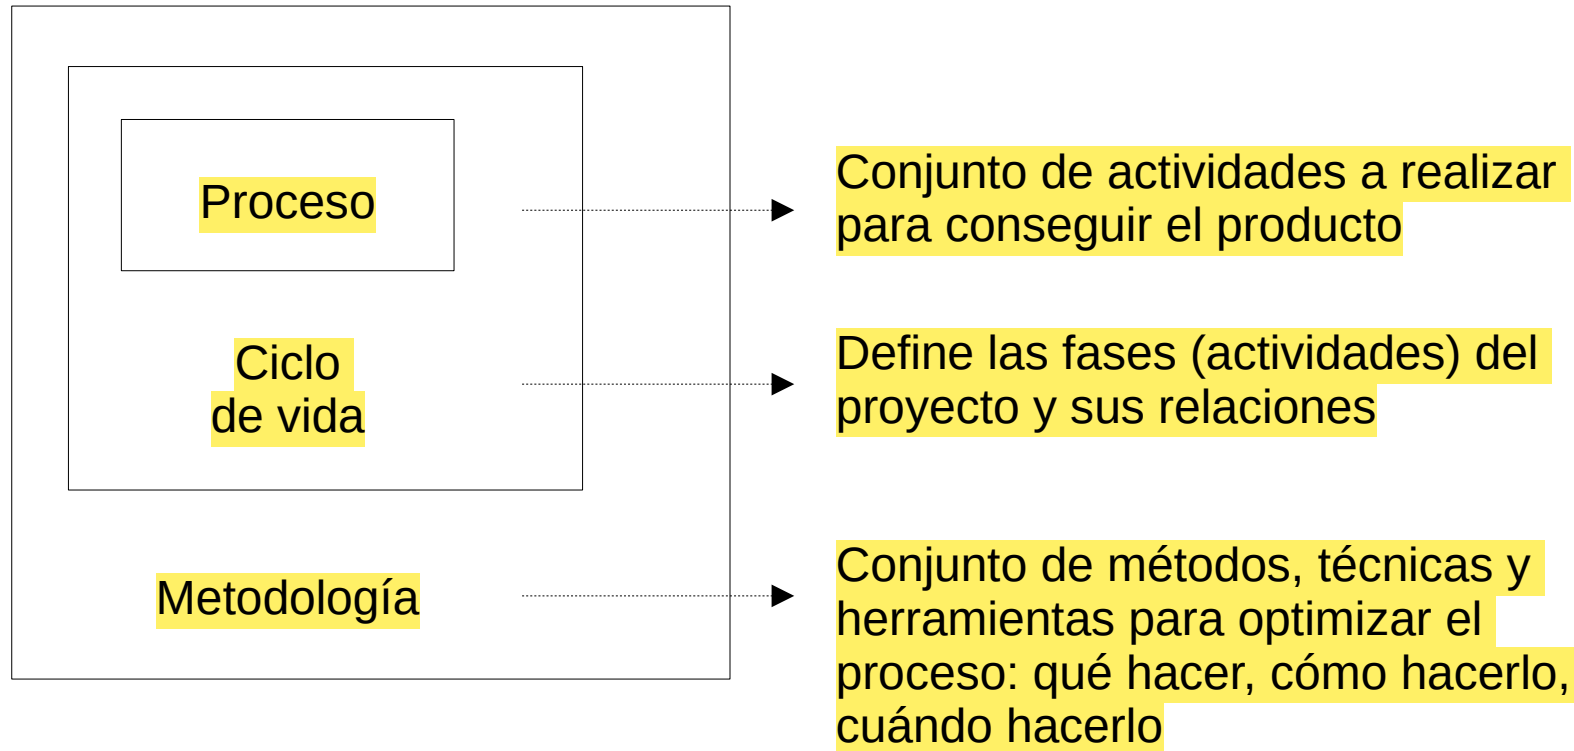 Proceso
Conjunto de actividades a realizar
para conseguir el producto
Ciclo
de vida
Define las fases (actividades) del
proyecto y sus relaciones
Metodología
Conjunto de métodos, técnicas y
herramientas para optimizar el
proceso: qué hacer, cómo hacerlo,
cuándo hacerlo